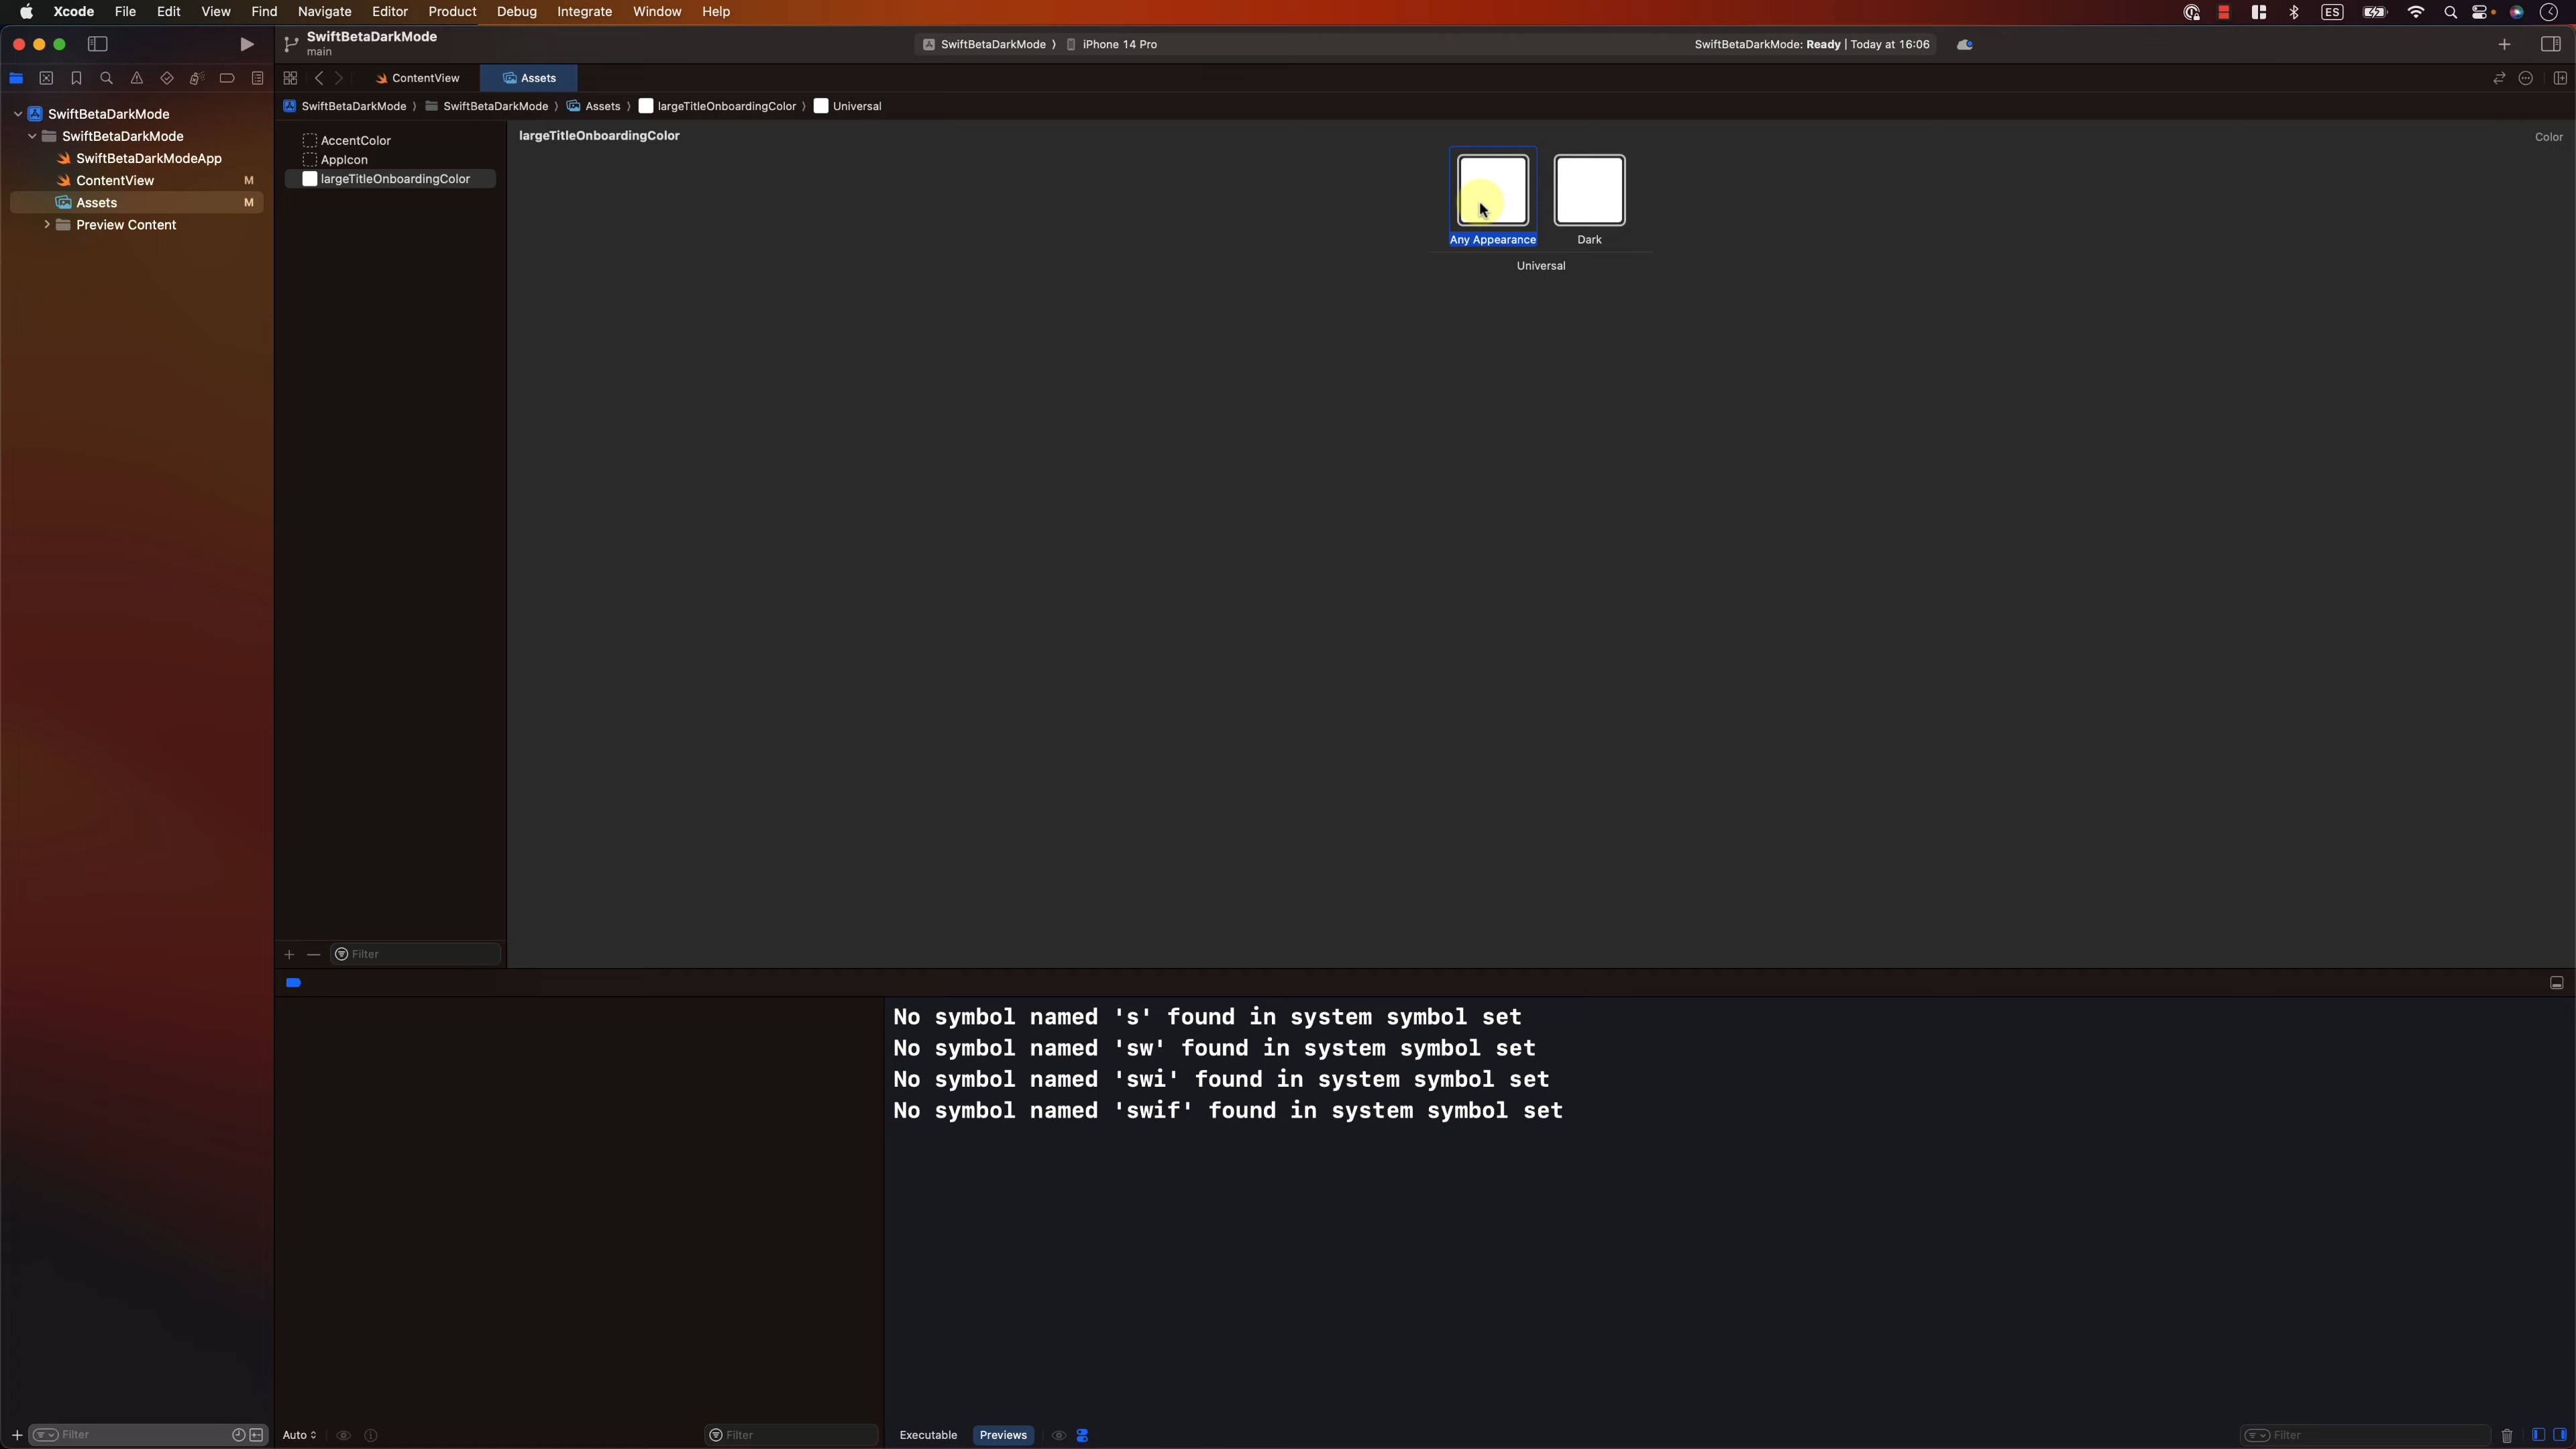 Xcode File Edit View Find Navigate Editor Product Debug Integrate Window Help
ES
SwiftBetaDarkMode
main
SwiftBetaDarkMode iPhone 14 Pro
SwiftBetaDarkMode: Ready | Today at 16:06
ContentView
Assets
SwiftBetaDarkMode SwiftBetaDarkMode Assets largeTitleOnboardingColor Universal
SwiftBetaDarkMode
SwiftBetaDarkMode
SwiftBetaDarkModeApp
ContentView M
Assets M
Preview Content
AccentColor
AppIcon
largeTitleOnboardingColor
largeTitleOnboardingColor
Color
Any Appearance
Dark
Universal
Filter
No symbol named 's' found in system symbol set
No symbol named 'sw' found in system symbol set
No symbol named 'swi' found in system symbol set
No symbol named 'swif' found in system symbol set
Filter
Auto
Filter
Executable
Previews
Filter